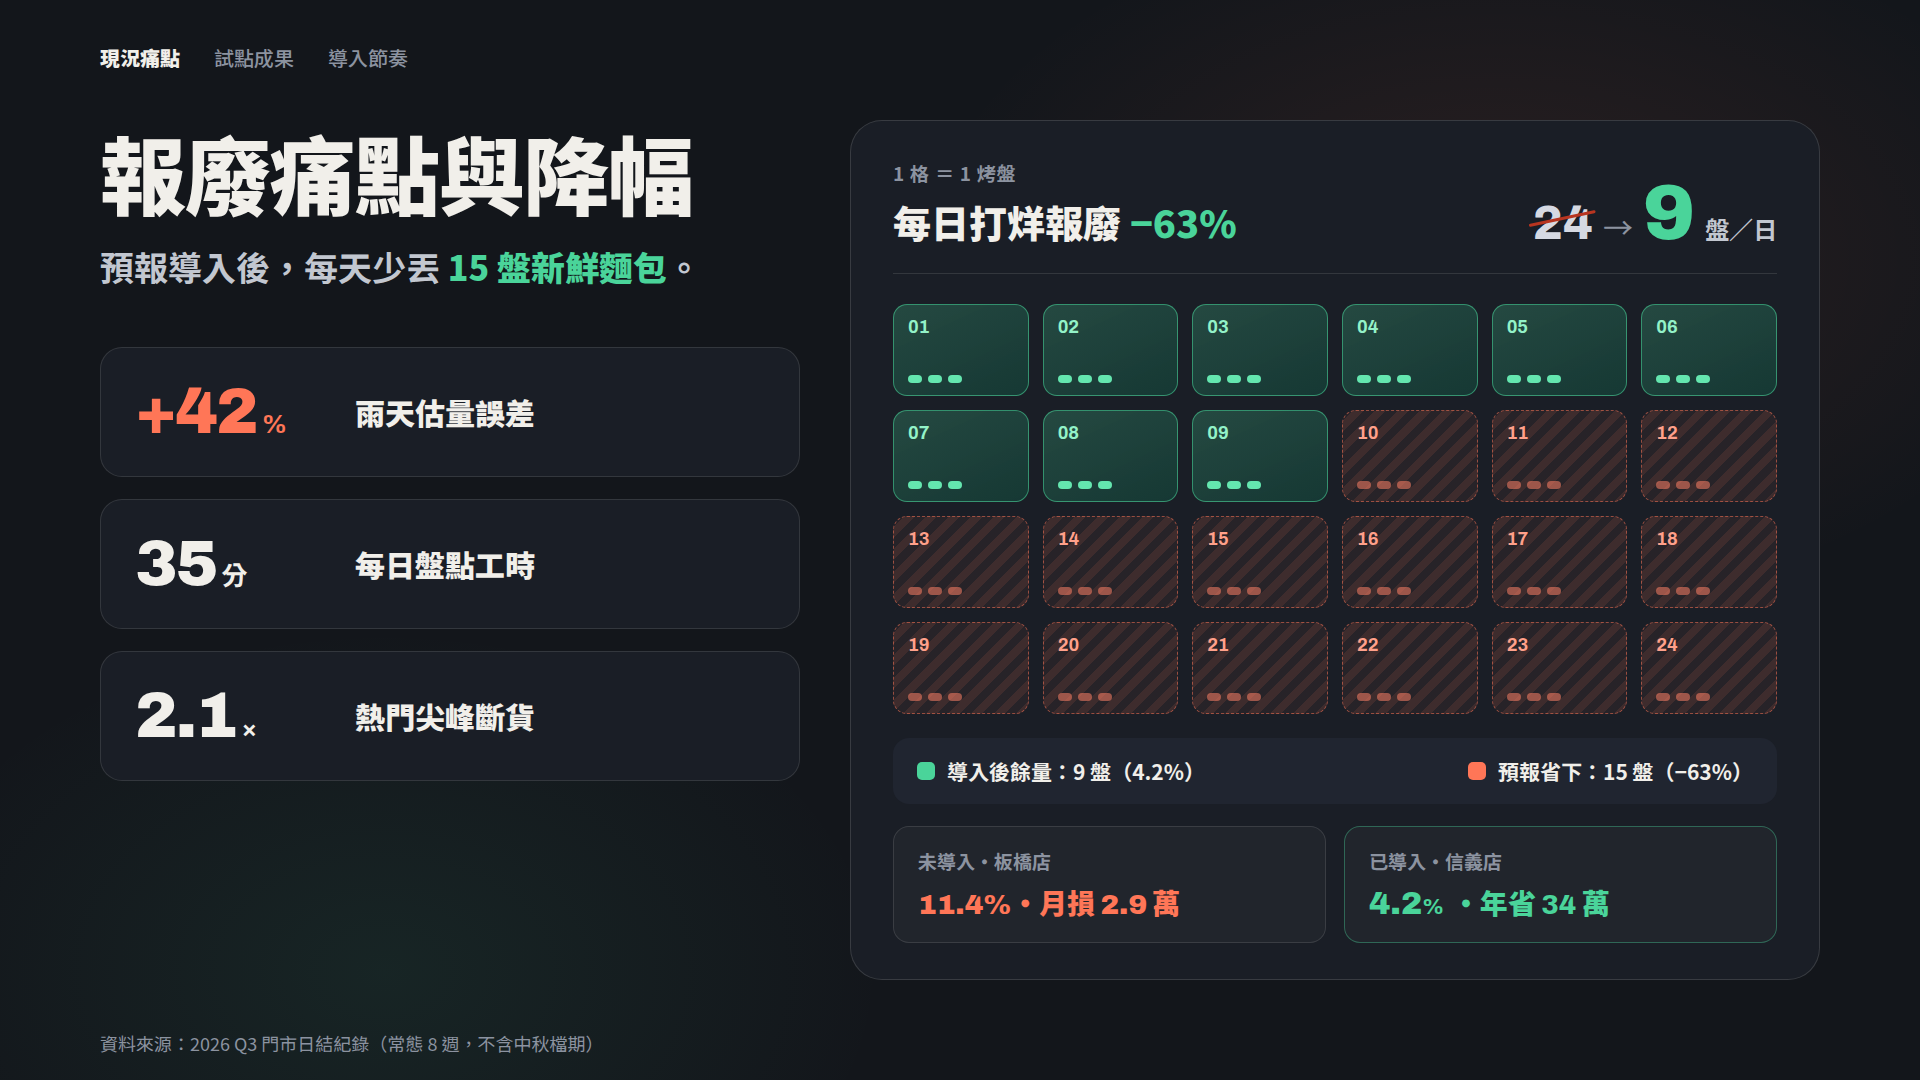 現況痛點 試點成果 導入節奏
報廢痛點與降幅
預報導入後，每天少丟 15 盤新鮮麵包。
+42% 雨天估量誤差
35分 每日盤點工時
2.1× 熱門尖峰斷貨
1 格 = 1 烤盤
每日打烊報廢 −63%
24 → 9 盤／日
01 02 03 04 05 06
07 08 09 10 11 12
13 14 15 16 17 18
19 20 21 22 23 24
導入後餘量：9 盤（4.2%） 預報省下：15 盤（−63%）
未導入・板橋店
11.4%・月損 2.9 萬
已導入・信義店
4.2% ・年省 34 萬
資料來源：2026 Q3 門市日結紀錄（常態 8 週，不含中秋檔期）